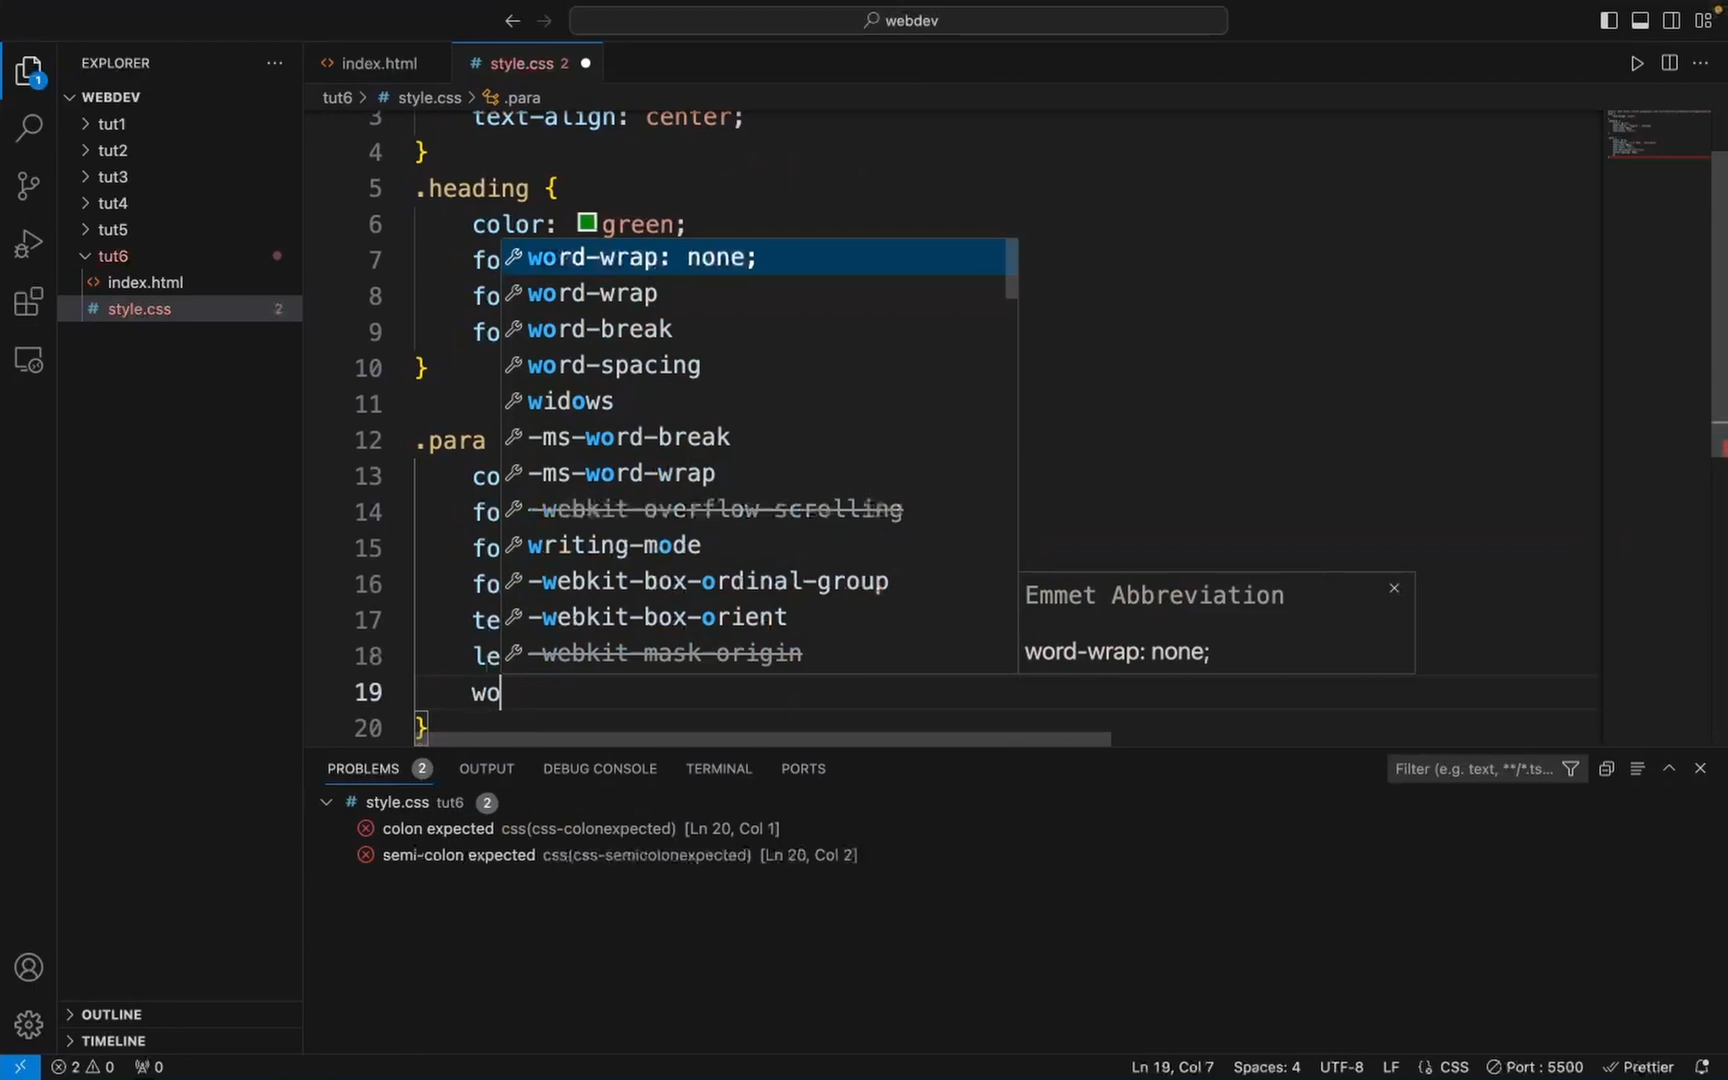 webdev
EXPLORER
WEBDEV
tut1
tut2
tut3
tut4
tut5
tut6
index.html
style.css 2
index.html
style.css 2
tut6 > # style.css > .para
3 text-align: center;
4 }
5 .heading {
6 color: green;
7 fo
8 fo
9 fo
10 }
11
12 .para
13 co
14 fo
15 fo
16 fo
17 te
18 le
19 wo
20 }
word-wrap: none;
word-wrap
word-break
word-spacing
widows
-ms-word-break
-ms-word-wrap
-webkit-overflow-scrolling
writing-mode
-webkit-box-ordinal-group
-webkit-box-orient
-webkit-mask-origin
Emmet Abbreviation
word-wrap: none;
PROBLEMS 2 OUTPUT DEBUG CONSOLE TERMINAL PORTS
Filter (e.g. text, **/*.ts...
style.css tut6 2
colon expected css(css-colonexpected) [Ln 20, Col 1]
semi-colon expected css(css-semicolonexpected) [Ln 20, Col 2]
OUTLINE
TIMELINE
2 0 0
Ln 19, Col 7 Spaces: 4 UTF-8 LF {} CSS Port : 5500 Prettier
1